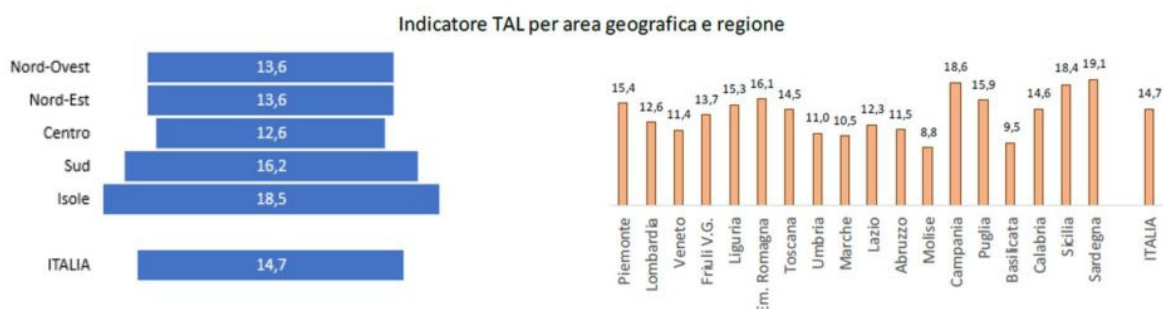 Indicatore TAL per area geografica e regione
Nord-Ovest 13,6
Nord-Est 13,6
Centro 12,6
Sud 16,2
Isole 18,5
ITALIA 14,7
15,4
12,6
11,4
13,7
15,3
16,1
14,5
11,0
10,5
12,3
11,5
8,8
18,6
15,9
9,5
14,6
18,4
19,1
14,7
Piemonte
Lombardia
Veneto
Friuli V.G.
Liguria
Em. Romagna
Toscana
Umbria
Marche
Lazio
Abruzzo
Molise
Campania
Puglia
Basilicata
Calabria
Sicilia
Sardegna
ITALIA